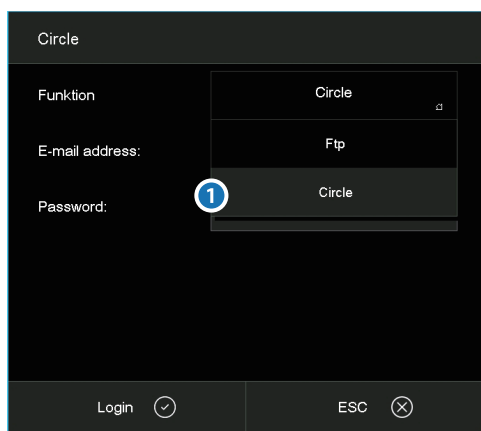 Circle
Funktion
Circle
E-mail address:
Ftp
Password:
1
Circle
Login
ESC